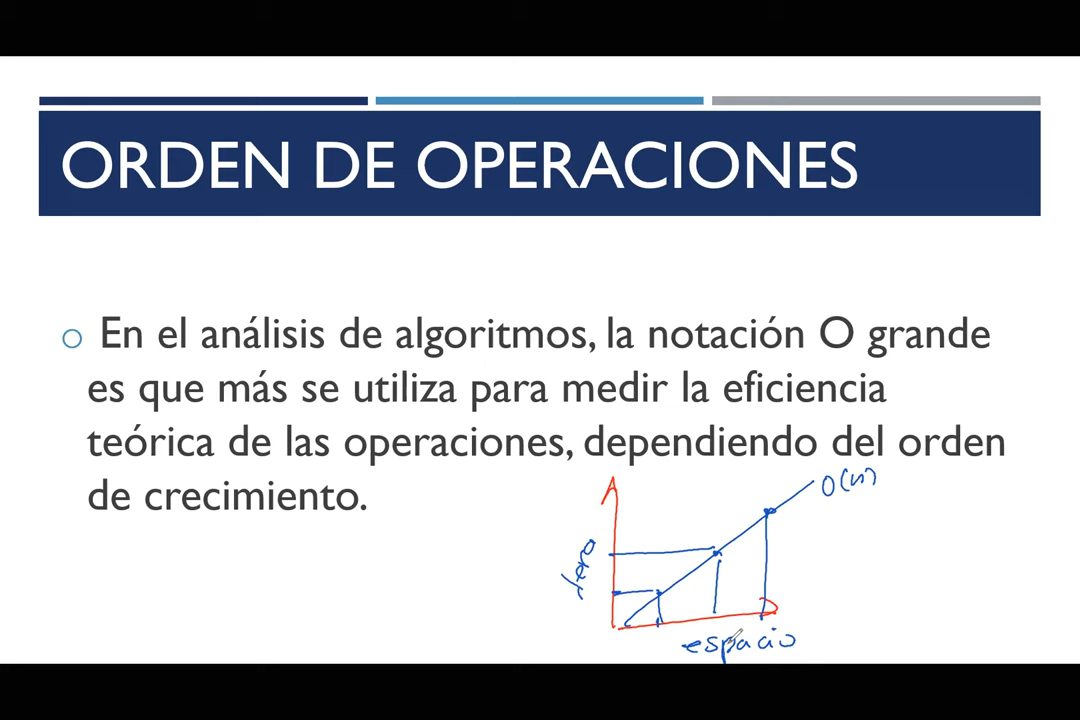 ORDEN DE OPERACIONES
En el análisis de algoritmos, la notación O grande
es que más se utiliza para medir la eficiencia
teórica de las operaciones, dependiendo del orden
de crecimiento.
O(n)
espacio